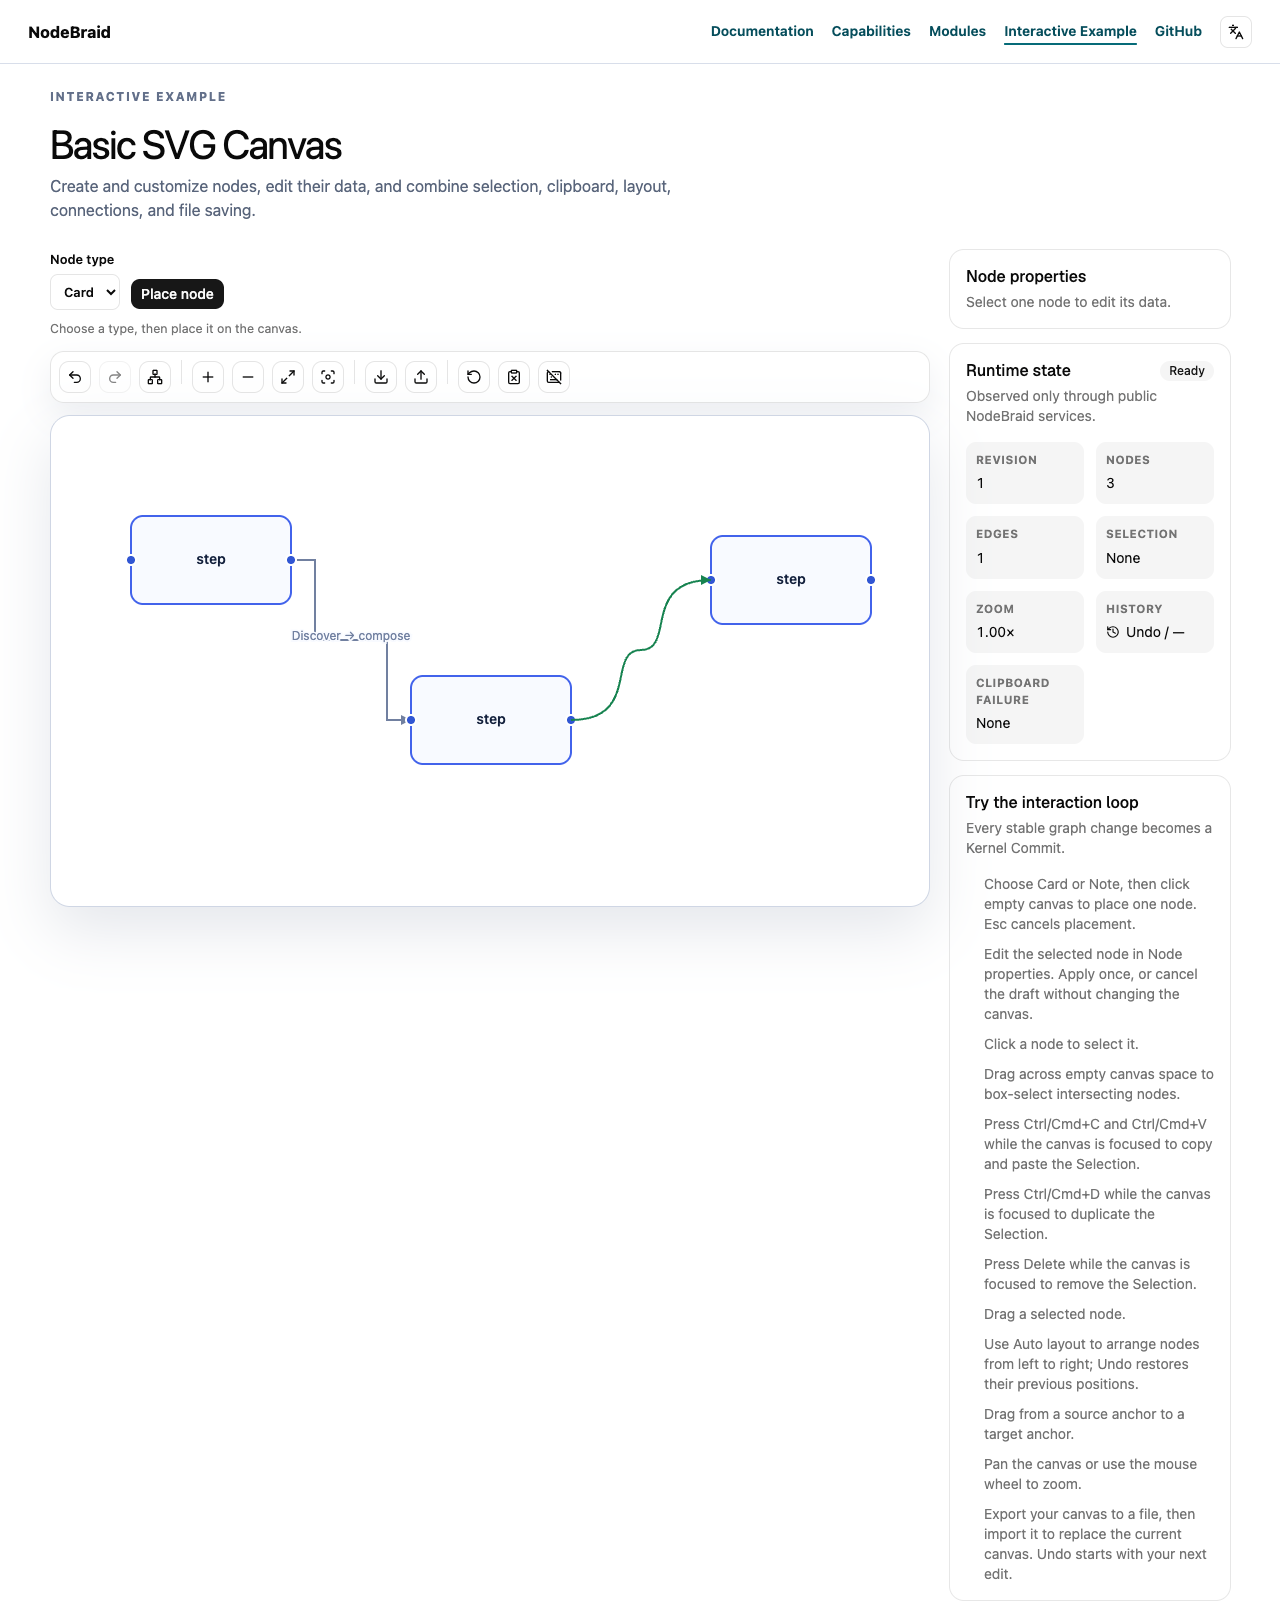 NodeBraid
Documentation
Capabilities
Modules
Interactive Example
GitHub
INTERACTIVE EXAMPLE
Basic SVG Canvas
Create and customize nodes, edit their data, and combine selection, clipboard, layout,
connections, and file saving.
Node type
Card
Place node
Choose a type, then place it on the canvas.
step
Discover → compose
step
step
Node properties
Select one node to edit its data.
Runtime state
Ready
Observed only through public
NodeBraid services.
REVISION
1
NODES
3
EDGES
1
SELECTION
None
ZOOM
1.00×
HISTORY
Undo / —
CLIPBOARD
FAILURE
None
Try the interaction loop
Every stable graph change becomes a
Kernel Commit.
Choose Card or Note, then click
empty canvas to place one node.
Esc cancels placement.
Edit the selected node in Node
properties. Apply once, or cancel
the draft without changing the
canvas.
Click a node to select it.
Drag across empty canvas space to
box-select intersecting nodes.
Press Ctrl/Cmd+C and Ctrl/Cmd+V
while the canvas is focused to copy
and paste the Selection.
Press Ctrl/Cmd+D while the canvas
is focused to duplicate the
Selection.
Press Delete while the canvas is
focused to remove the Selection.
Drag a selected node.
Use Auto layout to arrange nodes
from left to right; Undo restores
their previous positions.
Drag from a source anchor to a
target anchor.
Pan the canvas or use the mouse
wheel to zoom.
Export your canvas to a file, then
import it to replace the current
canvas. Undo starts with your next
edit.